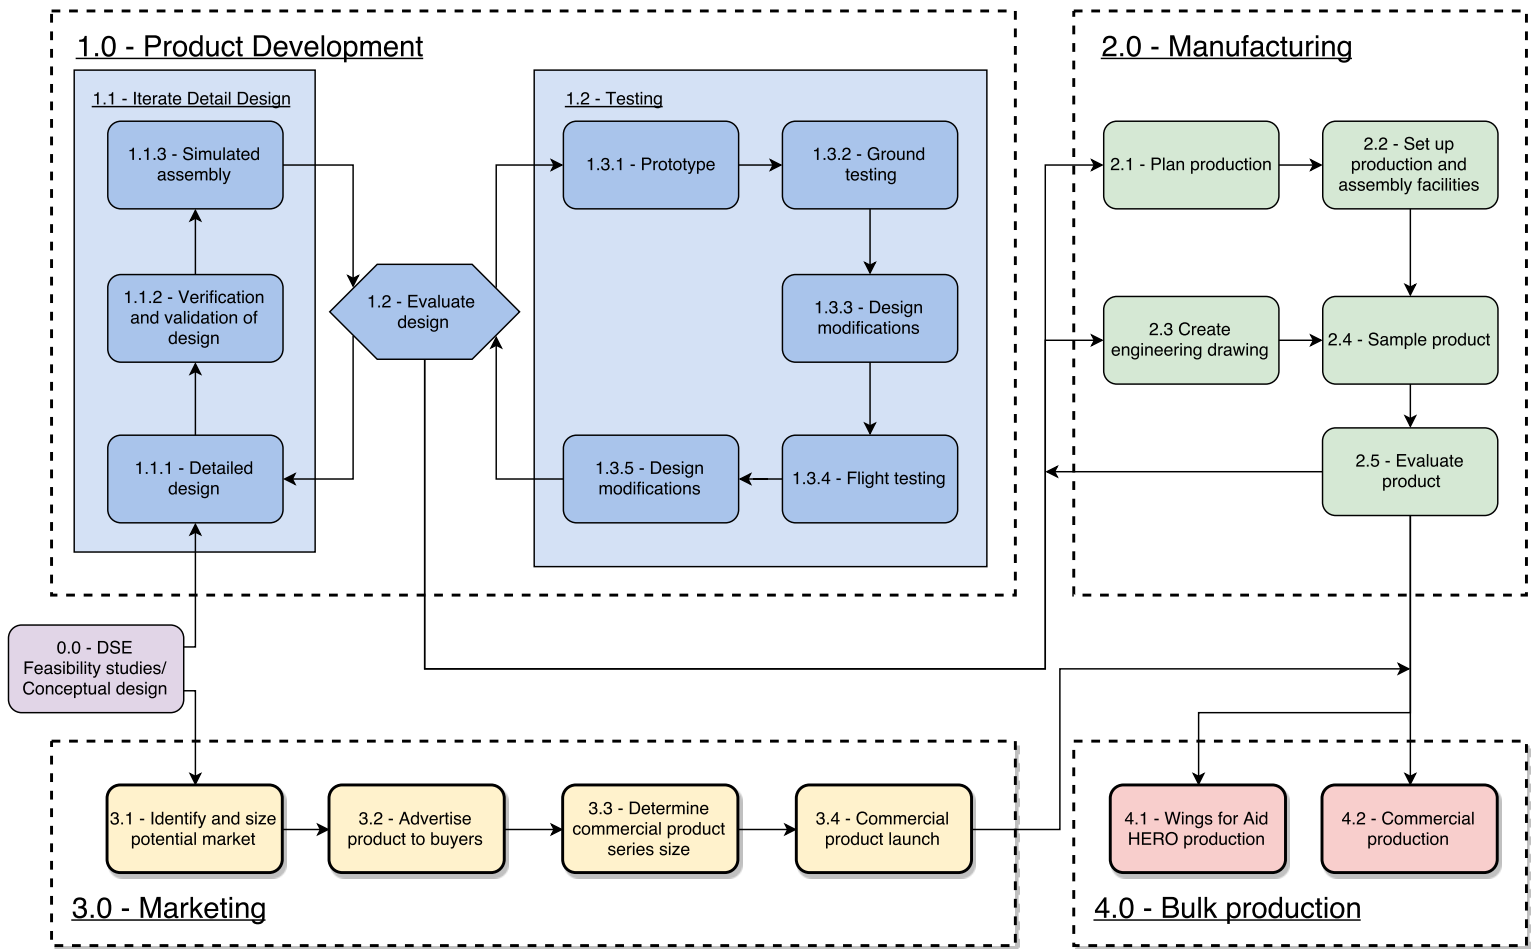 1.0 - Product Development
1.1 - Iterate Detail Design
1.1.3 - Simulated
assembly
1.1.2 - Verification
and validation of
design
1.1.1 - Detailed
design
1.2 - Evaluate
design
1.2 - Testing
1.3.1 - Prototype
1.3.2 - Ground
testing
1.3.3 - Design
modifications
1.3.4 - Flight testing
1.3.5 - Design
modifications
2.0 - Manufacturing
2.1 - Plan production
2.2 - Set up
production and
assembly facilities
2.3 Create
engineering drawing
2.4 - Sample product
2.5 - Evaluate
product
0.0 - DSE
Feasibility studies/
Conceptual design
3.1 - Identify and size
potential market
3.2 - Advertise
product to buyers
3.3 - Determine
commercial product
series size
3.4 - Commercial
product launch
3.0 - Marketing
4.1 - Wings for Aid
HERO production
4.2 - Commercial
production
4.0 - Bulk production